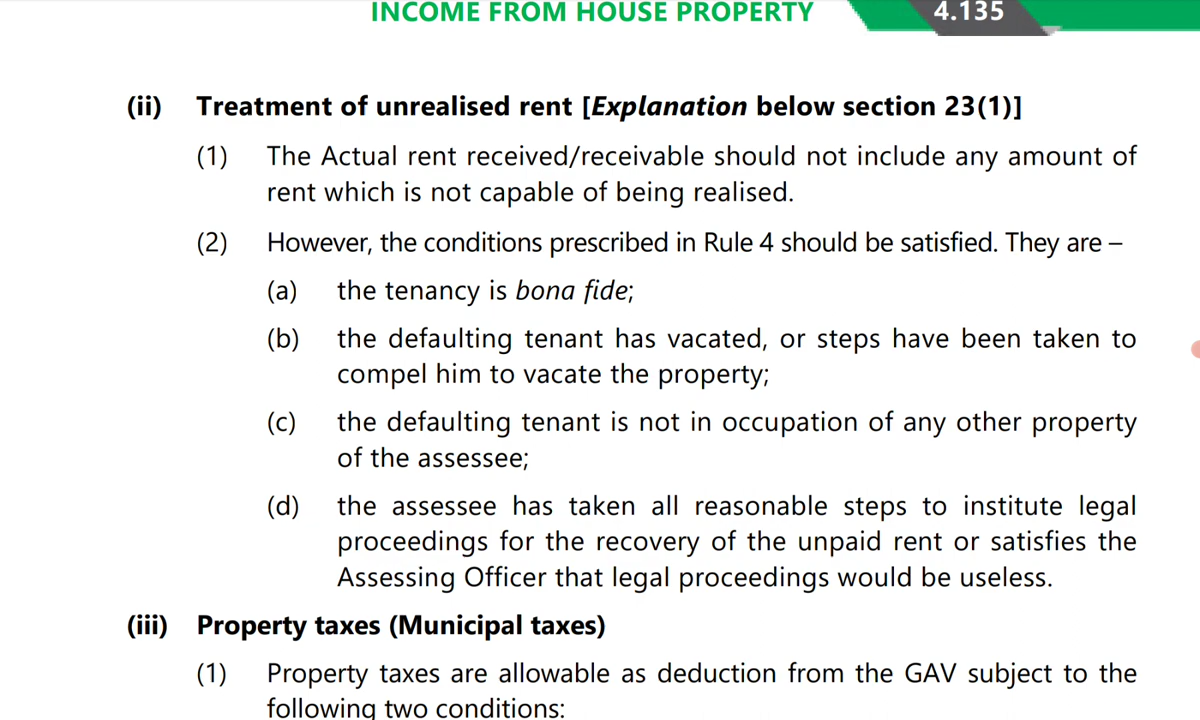 INCOME FROM HOUSE PROPERTY 4.135
(ii) Treatment of unrealised rent [Explanation below section 23(1)]
(1) The Actual rent received/receivable should not include any amount of
rent which is not capable of being realised.
(2) However, the conditions prescribed in Rule 4 should be satisfied. They are –
(a) the tenancy is bona fide;
(b) the defaulting tenant has vacated, or steps have been taken to
compel him to vacate the property;
(c) the defaulting tenant is not in occupation of any other property
of the assessee;
(d) the assessee has taken all reasonable steps to institute legal
proceedings for the recovery of the unpaid rent or satisfies the
Assessing Officer that legal proceedings would be useless.
(iii) Property taxes (Municipal taxes)
(1) Property taxes are allowable as deduction from the GAV subject to the
following two conditions: